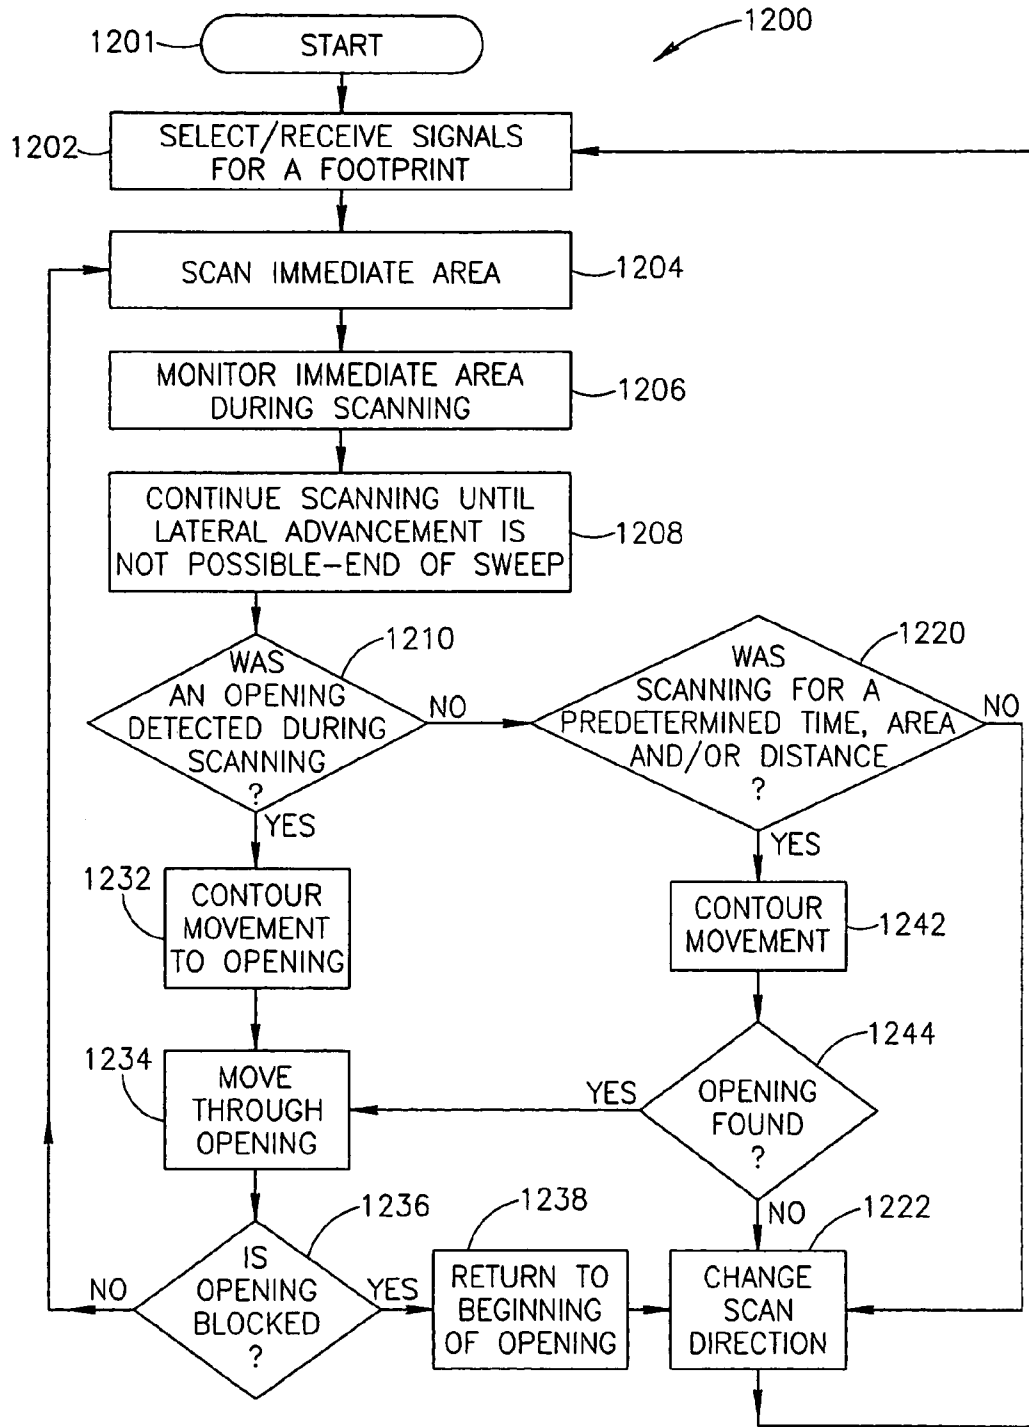 1200
1201
START
1202
SELECT/RECEIVE SIGNALS
FOR A FOOTPRINT
SCAN IMMEDIATE AREA
1204
MONITOR IMMEDIATE AREA
DURING SCANNING
1206
CONTINUE SCANNING UNTIL
LATERAL ADVANCEMENT IS
NOT POSSIBLE-END OF SWEEP
1208
1210
WAS
AN OPENING
DETECTED DURING
SCANNING
?
NO
YES
1220
WAS
SCANNING FOR A
PREDETERMINED TIME, AREA
AND/OR DISTANCE
?
NO
YES
1232
CONTOUR
MOVEMENT
TO OPENING
CONTOUR
MOVEMENT
1242
1234
MOVE
THROUGH
OPENING
YES
1244
OPENING
FOUND
?
NO
1236
IS
OPENING
BLOCKED
?
NO
YES
1238
RETURN TO
BEGINNING
OF OPENING
1222
CHANGE
SCAN
DIRECTION